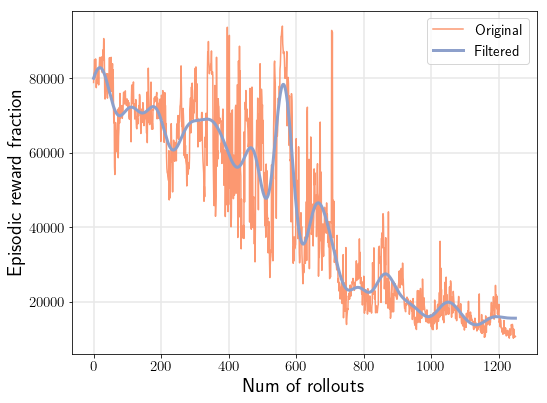 Original
Filtered
80000
60000
40000
20000
Episodic reward fraction
0 200 400 600 800 1000 1200
Num of rollouts